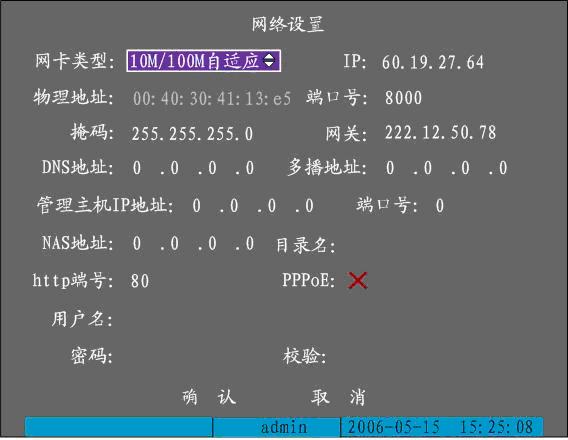 网络设置
网卡类型: 10M/100M自适应 IP: 60.19.27.64
物理地址: 00:40:30:41:13:e5 端口号: 8000
掩码: 255.255.255.0 网关: 222.12.50.78
DNS地址: 0 .0 .0 .0 多播地址: 0 .0 .0 .0
管理主机IP地址: 0 .0 .0 .0 端口号: 0
NAS地址: 0 .0 .0 .0 目录名:
http端号: 80 PPPoE:
用户名:
密码: 校验:
确 认 取 消
admin 2006-05-15 15:25:08